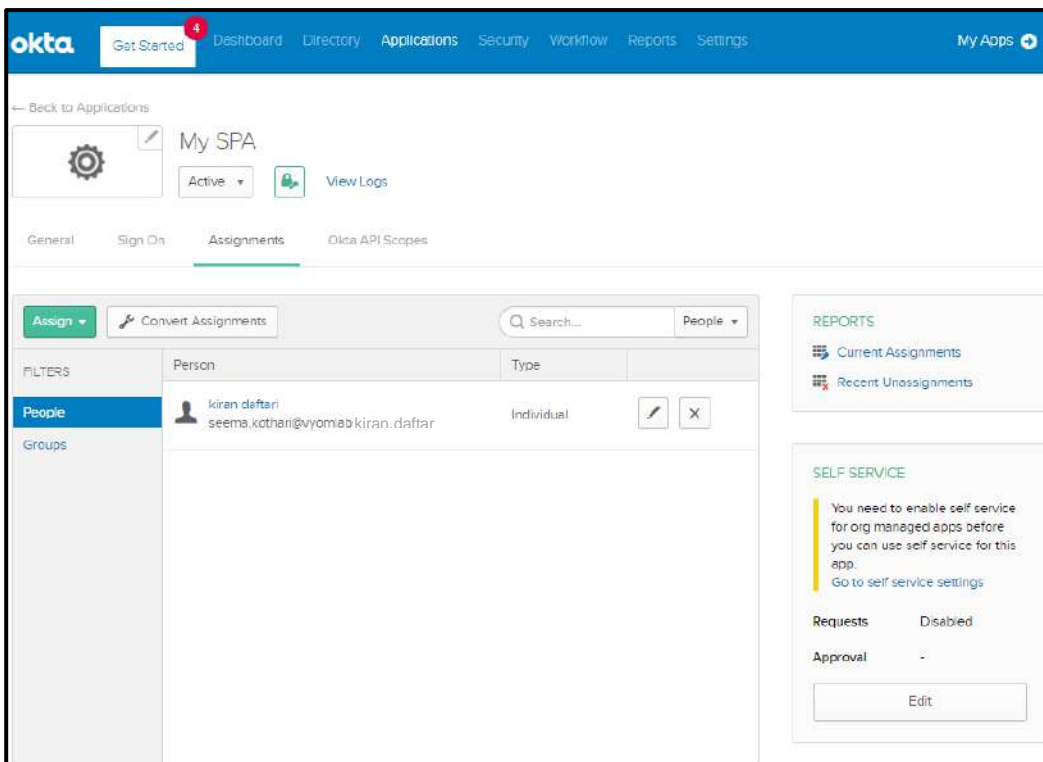 okta
Get Started
4
Dashboard
Directory
Applications
Security
Workflow
Reports
Settings
My Apps
← Back to Applications
My SPA
Active
View Logs
General
Sign On
Assignments
Okta API Scopes
Assign
Convert Assignments
Search...
People
FILTERS
Person
Type
People
Groups
kiran daftari
seema.kothari@vyomlab kiran.daftar
Individual
REPORTS
Current Assignments
Recent Unassignments
SELF SERVICE
You need to enable self service
for org managed apps before
you can use self service for this
app.
Go to self service settings
Requests
Disabled
Approval
-
Edit